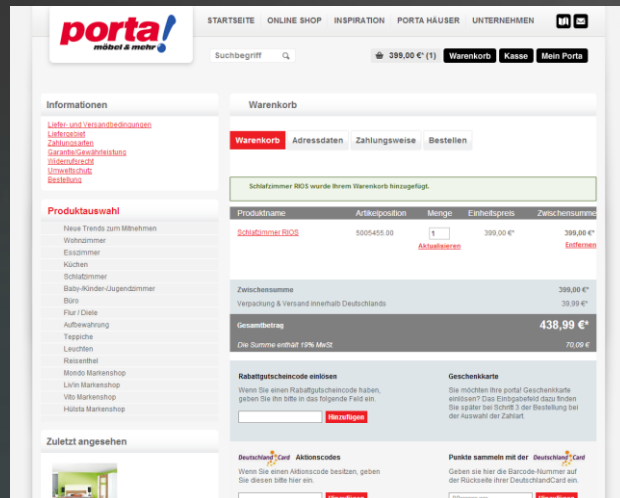 porta!
möbel & mehr
STARTSEITE ONLINE SHOP INSPIRATION PORTA HÄUSER UNTERNEHMEN
Suchbegriff
399,00 €* (1) Warenkorb Kasse Mein Porta
Informationen
Liefer- und Versandbedingungen
Liefergebiet
Zahlungsarten
Garantie/Gewährleistung
Widerrufsrecht
Umweltschutz
Bestellung
Produktauswahl
Neue Trends zum Mitnehmen
Wohnzimmer
Esszimmer
Küchen
Schlafzimmer
Baby-/Kinder-/Jugendzimmer
Büro
Flur / Diele
Aufbewahrung
Teppiche
Leuchten
Reisenthel
Mondo Markenshop
Livin Markenshop
Vito Markenshop
Hülsta Markenshop
Zuletzt angesehen
Warenkorb
Warenkorb Adressdaten Zahlungsweise Bestellen
Schlafzimmer RIOS wurde Ihrem Warenkorb hinzugefügt.
Produktname Artikelposition Menge Einheitspreis Zwischensumme
Schlafzimmer RIOS 5005455.00 1 399,00 €* 399,00 €*
Aktualisieren Entfernen
Zwischensumme 399,00 €*
Verpackung & Versand innerhalb Deutschlands 39,99 €*
Gesamtbetrag 438,99 €*
Die Summe enthält 19% MwSt. 70,09 €
Rabattgutscheincode einlösen
Wenn Sie einen Rabattgutscheincode haben,
geben Sie ihn bitte in das folgende Feld ein.
Hinzufügen
Geschenkkarte
Sie möchten Ihre porta! Geschenkkarte
einlösen? Das Einbgabefeld dazu finden
Sie später bei Schritt 3 der Bestellung bei
der Auswahl der Zahlart.
DeutschlandCard Aktionscodes
Wenn Sie einen Aktionscode besitzen, geben
Sie diesen bitte hier ein.
Hinzufügen
Punkte sammeln mit der DeutschlandCard
Geben sie hier die Barcode-Nummer auf
der Rückseite ihrer DeutschlandCard ein.
Hinzufügen